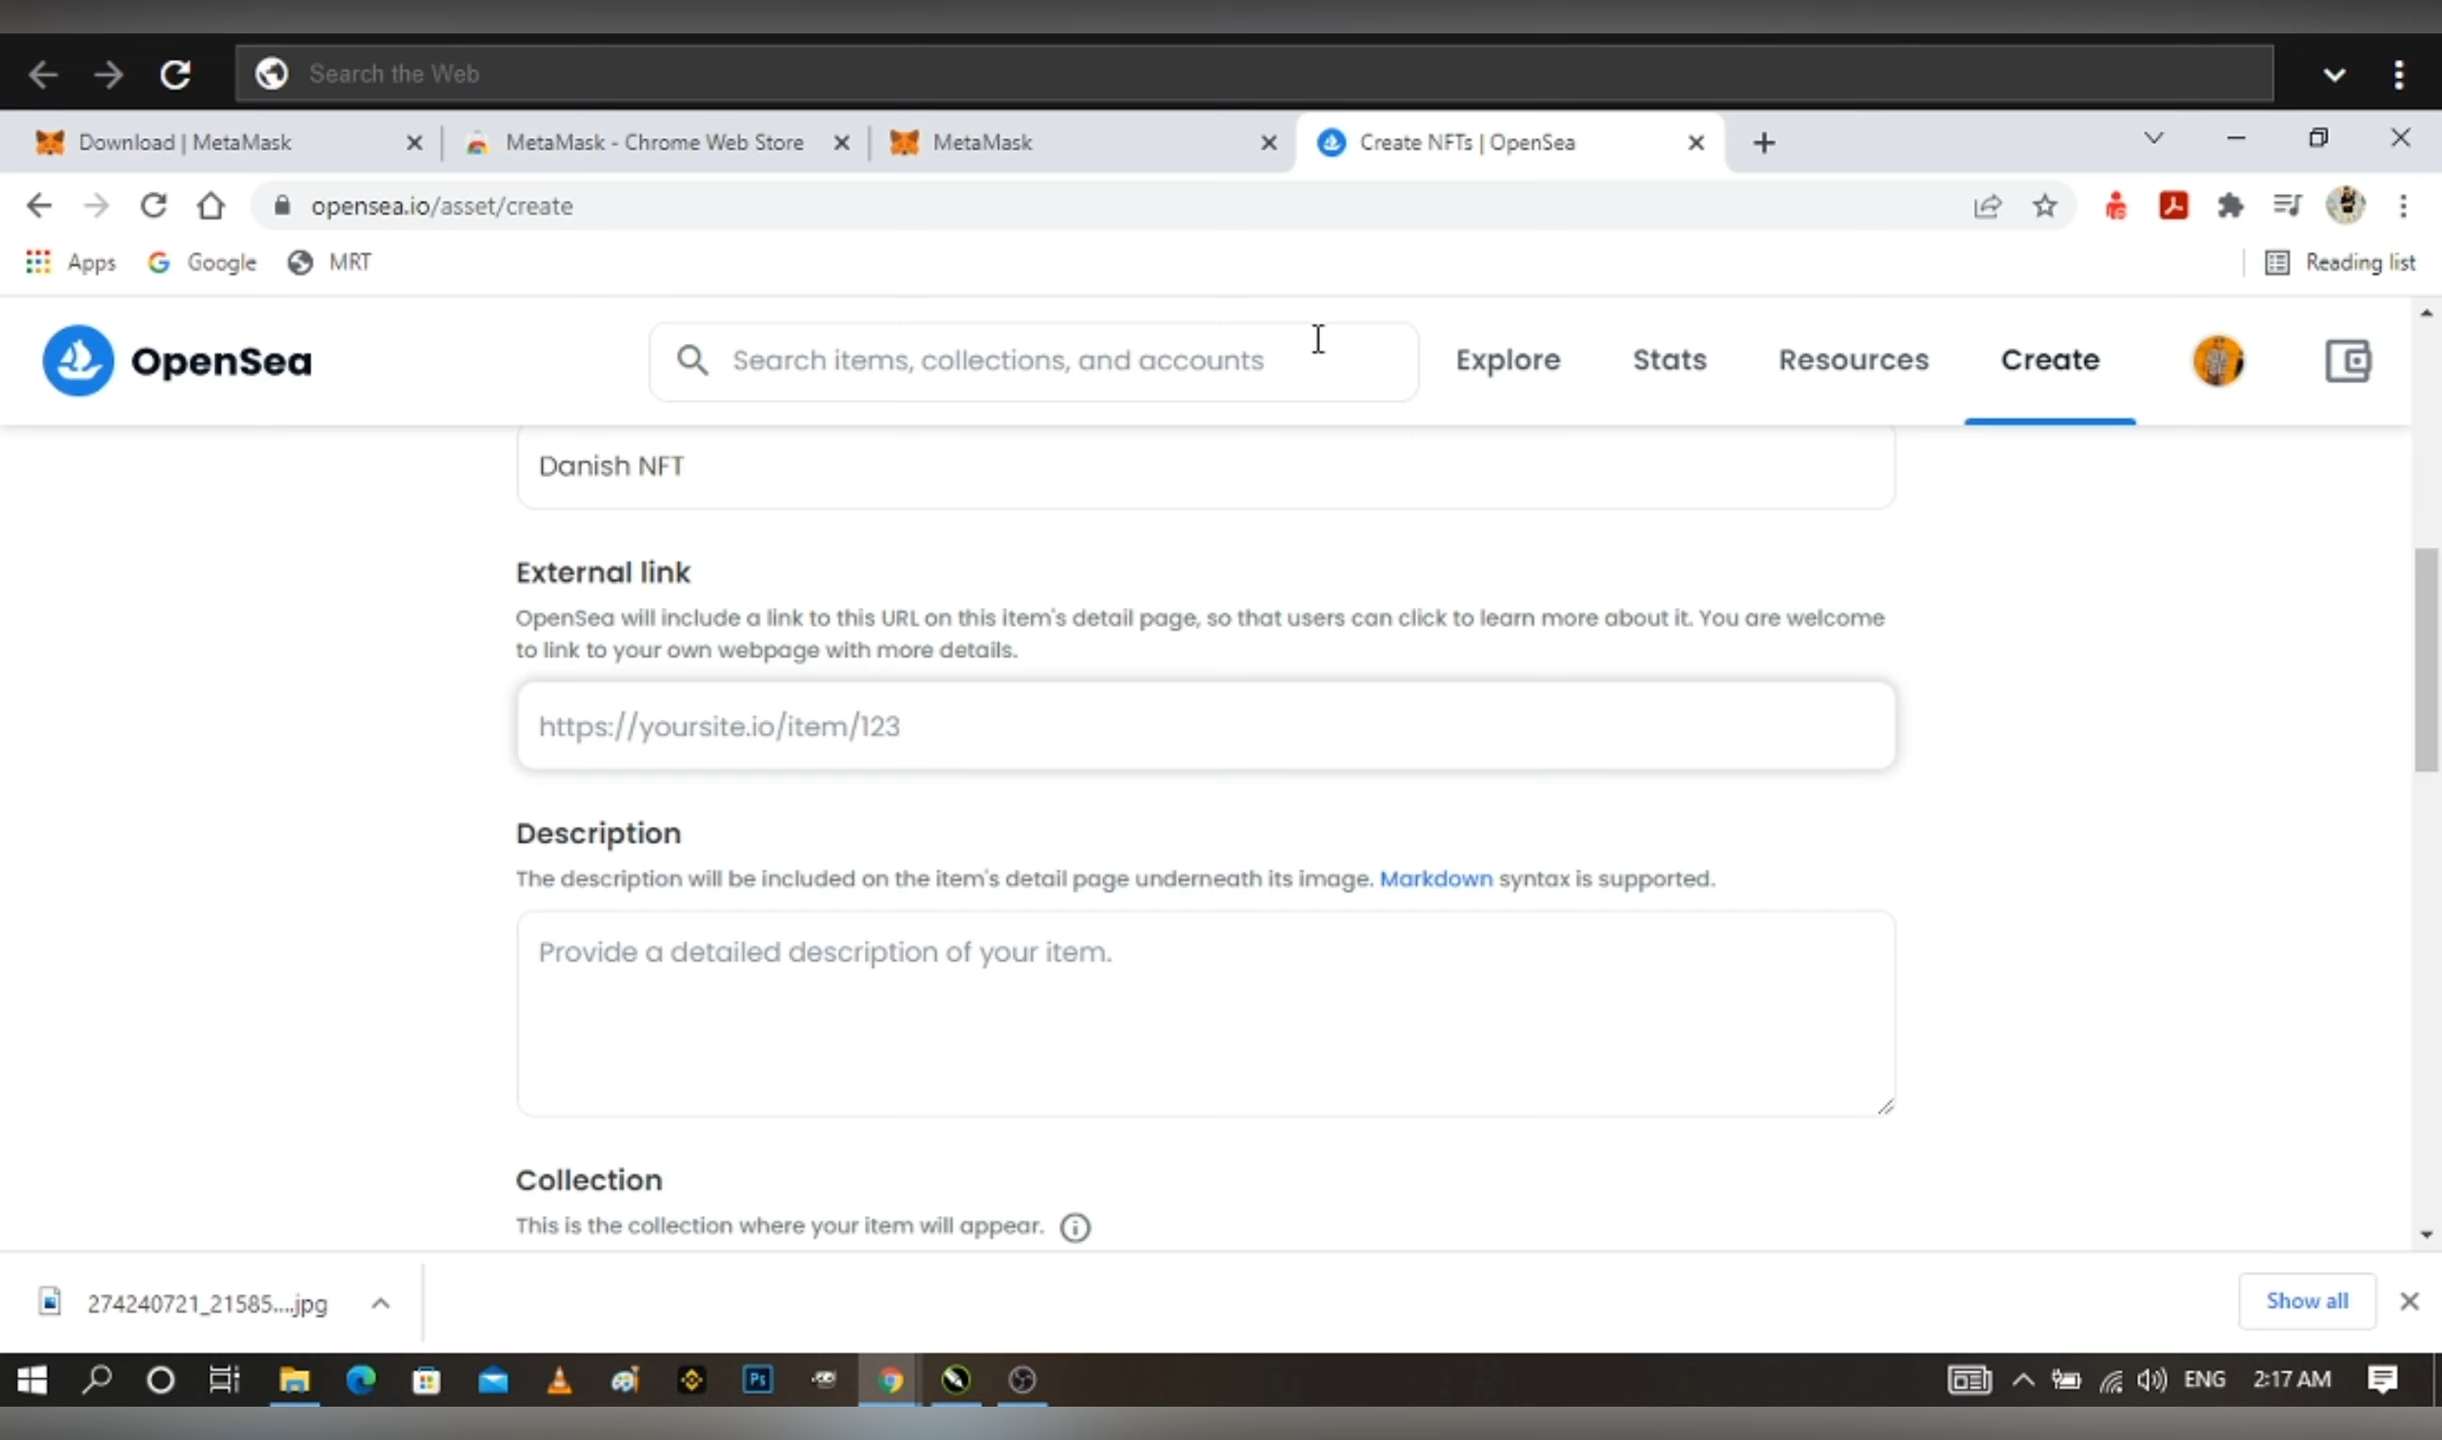 Search the Web
Download | MetaMask
MetaMask - Chrome Web Store
MetaMask
Create NFTs | OpenSea
opensea.io/asset/create
Apps
Google
MRT
Reading list
OpenSea
Search items, collections, and accounts
Explore
Stats
Resources
Create
Danish NFT
External link
OpenSea will include a link to this URL on this item's detail page, so that users can click to learn more about it. You are welcome
to link to your own webpage with more details.
https://yoursite.io/item/123
Description
The description will be included on the item's detail page underneath its image. Markdown syntax is supported.
Provide a detailed description of your item.
Collection
This is the collection where your item will appear.
274240721_21585....jpg
Show all
Ps
ENG
2:17 AM